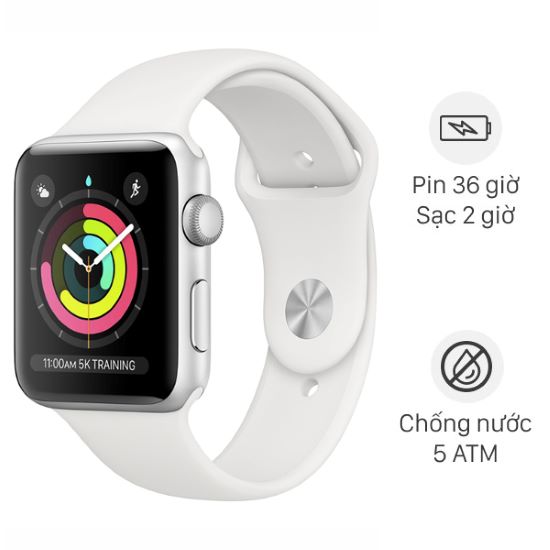 Pin 36 giờ
Sạc 2 giờ
11:00AM 5K TRAINING
Chống nước
5 ATM